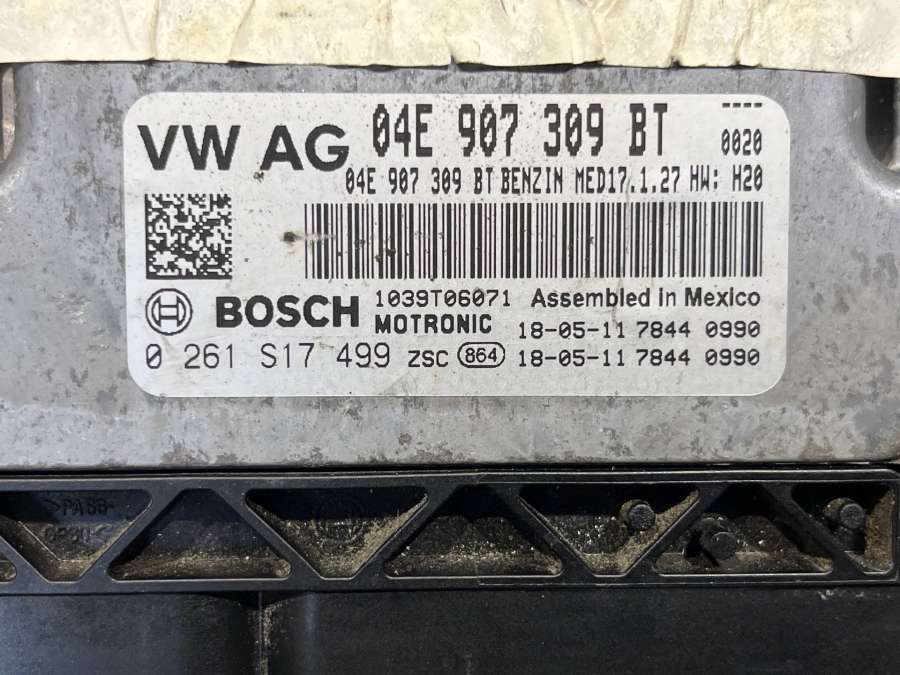 VW AG 04E 907 309 BT ----
0020
04E 907 309 BT BENZIN MED17.1.27 HW: H20
BOSCH 1039T06071 Assembled in Mexico
MOTRONIC 18-05-11 7844 0990
0 261 S17 499 ZSC 864 18-05-11 7844 0990